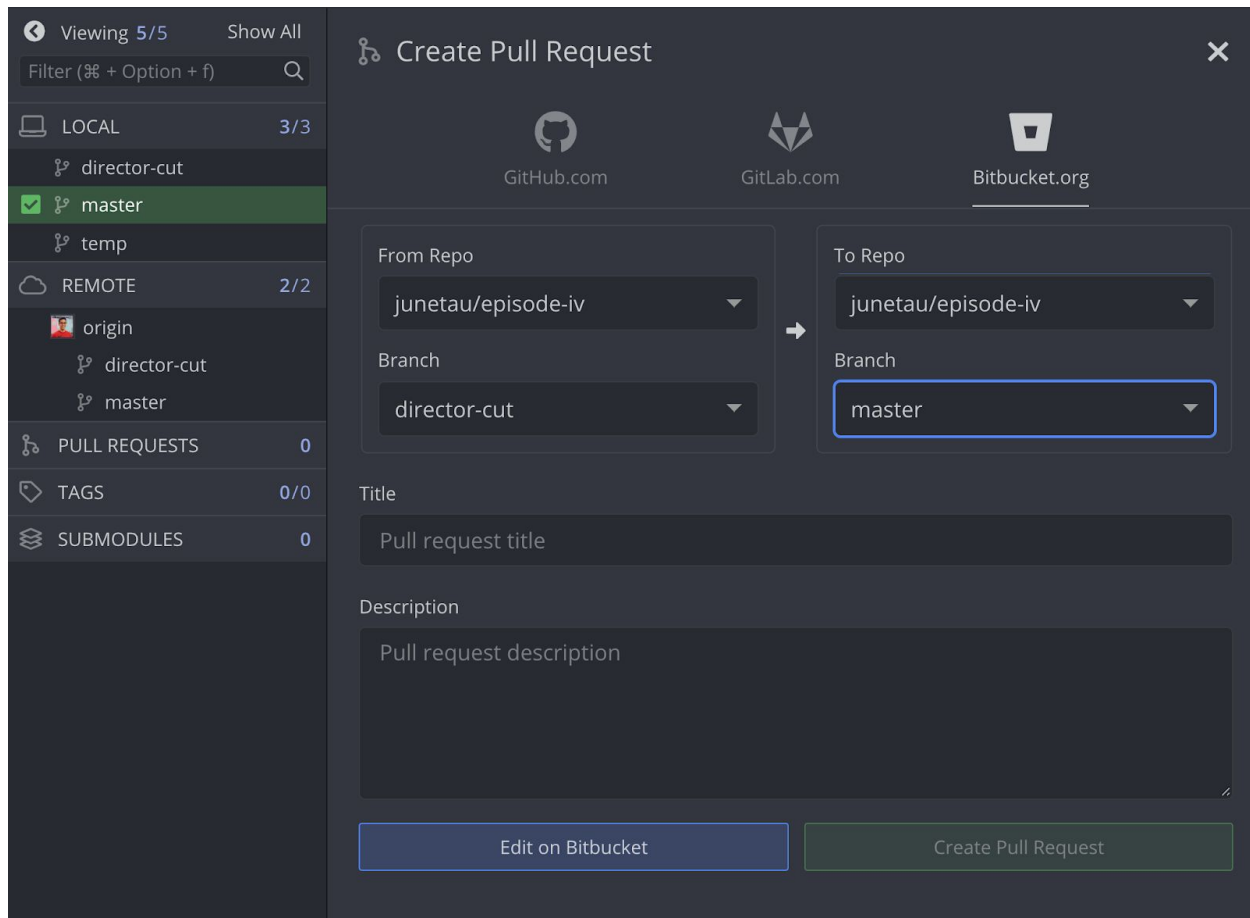 Viewing 5/5 Show All
Filter (⌘ + Option + f)
LOCAL 3/3
director-cut
master
temp
REMOTE 2/2
origin
director-cut
master
PULL REQUESTS 0
TAGS 0/0
SUBMODULES 0
Create Pull Request
GitHub.com GitLab.com Bitbucket.org
From Repo
junetau/episode-iv
Branch
director-cut
To Repo
junetau/episode-iv
Branch
master
Title
Pull request title
Description
Pull request description
Edit on Bitbucket Create Pull Request